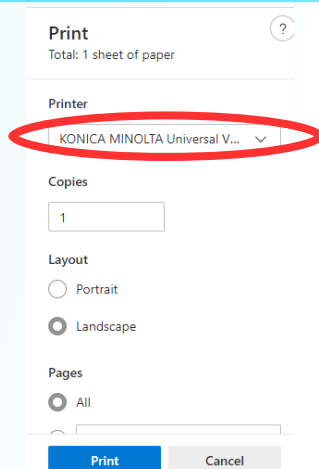 Print
?
Total: 1 sheet of paper
Printer
KONICA MINOLTA Universal V...
Copies
1
Layout
Portrait
Landscape
Pages
All
Print Cancel